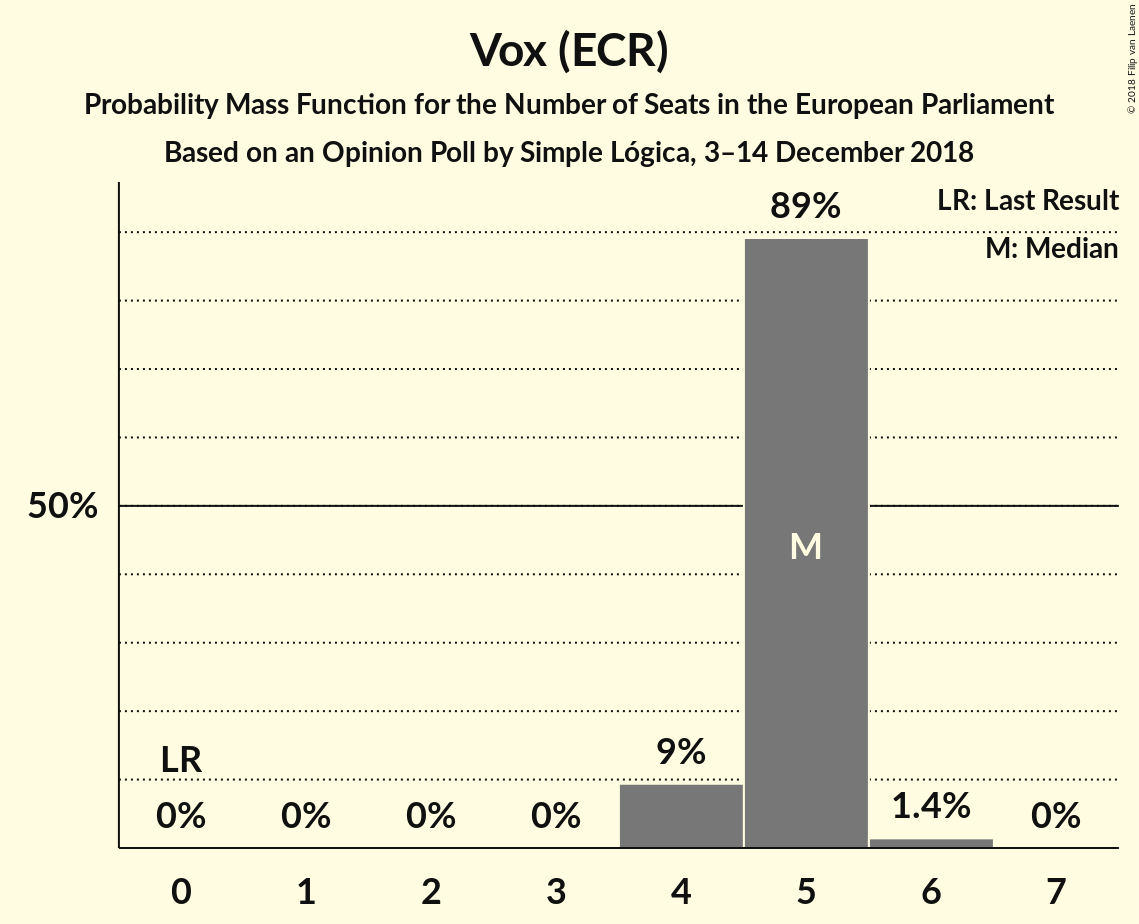 Vox (ECR)
Probability Mass Function for the Number of Seats in the European Parliament
Based on an Opinion Poll by Simple Lógica, 3–14 December 2018
© 2018 Filip van Laenen
LR: Last Result
M: Median
89%
50%
M
LR
9%
1.4%
0% 0% 0% 0% 0%
0 1 2 3 4 5 6 7